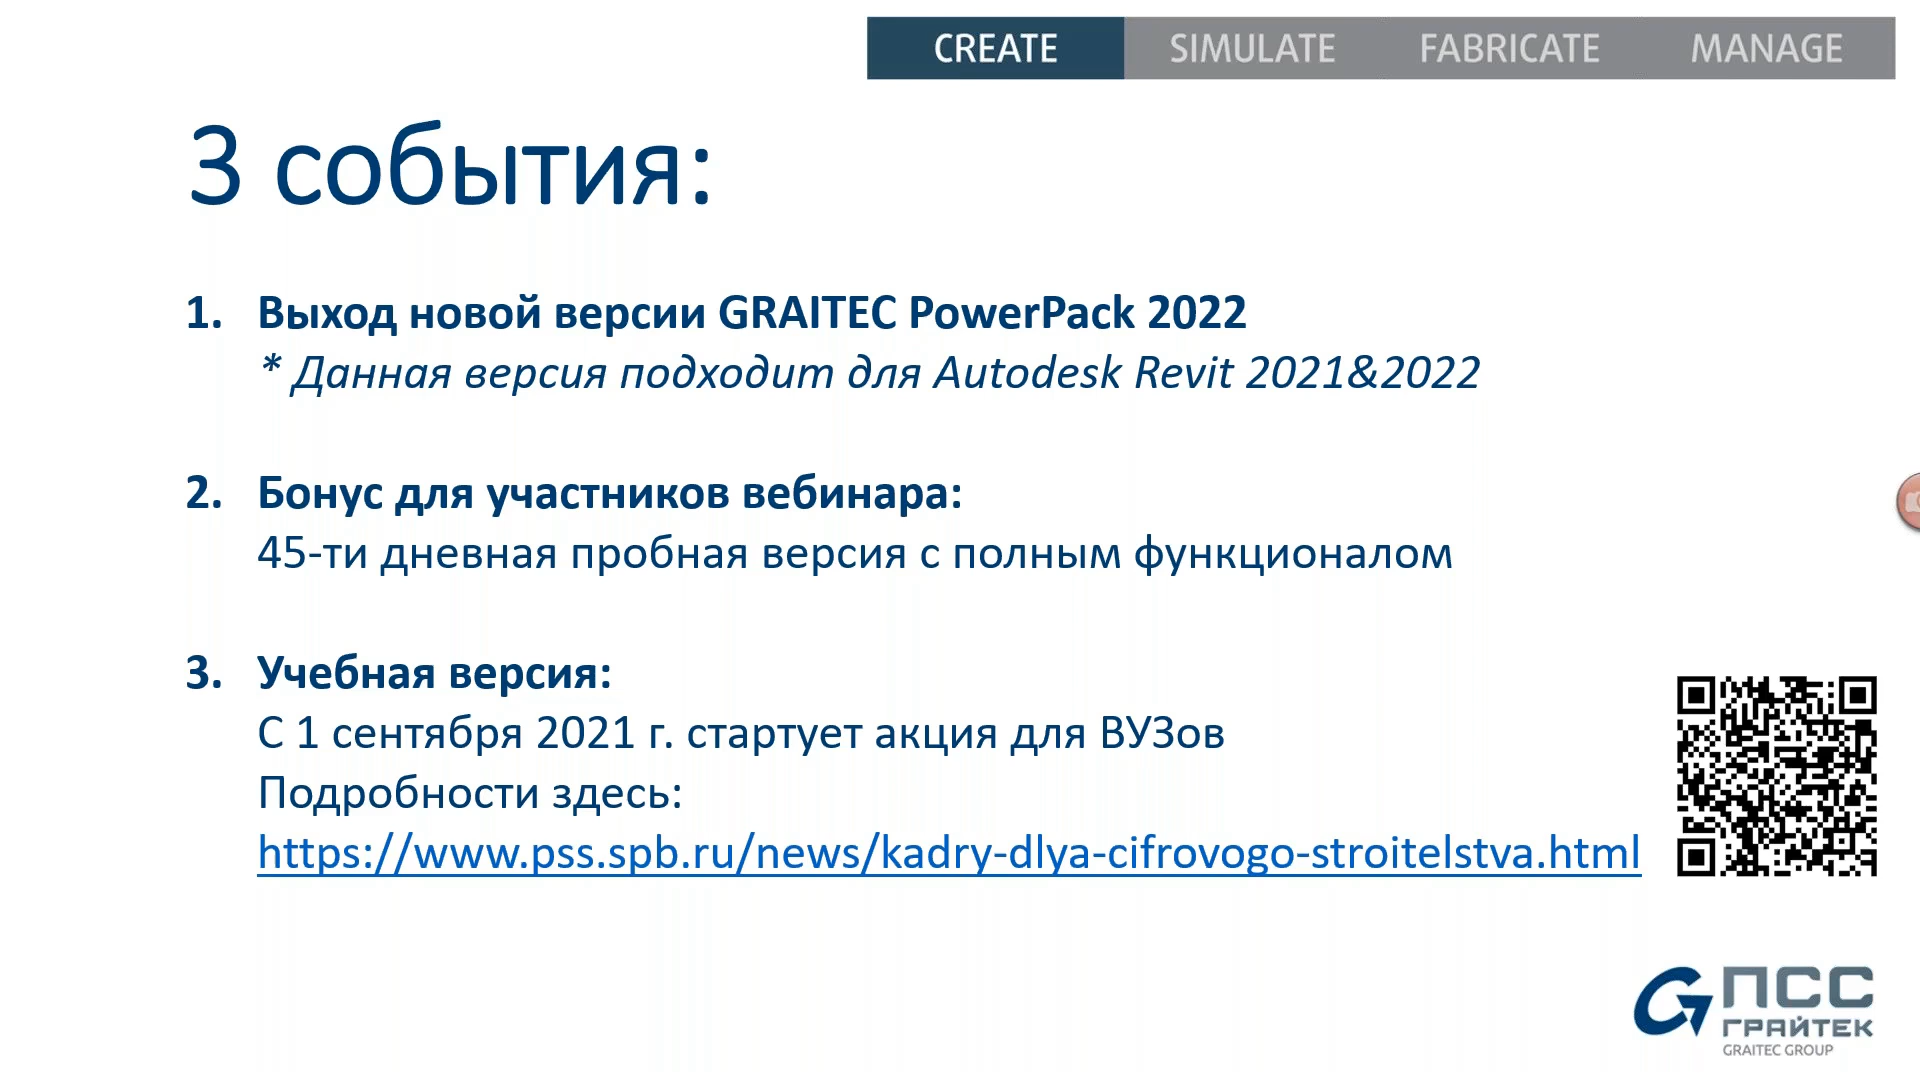 CREATE SIMULATE FABRICATE MANAGE
3 события:
1. Выход новой версии GRAITEC PowerPack 2022
* Данная версия подходит для Autodesk Revit 2021&2022
2. Бонус для участников вебинара:
45-ти дневная пробная версия с полным функционалом
3. Учебная версия:
С 1 сентября 2021 г. стартует акция для ВУЗов
Подробности здесь:
https://www.pss.spb.ru/news/kadry-dlya-cifrovogo-stroitelstva.html
ПСС
ГРАЙТЕК
GRAITEC GROUP